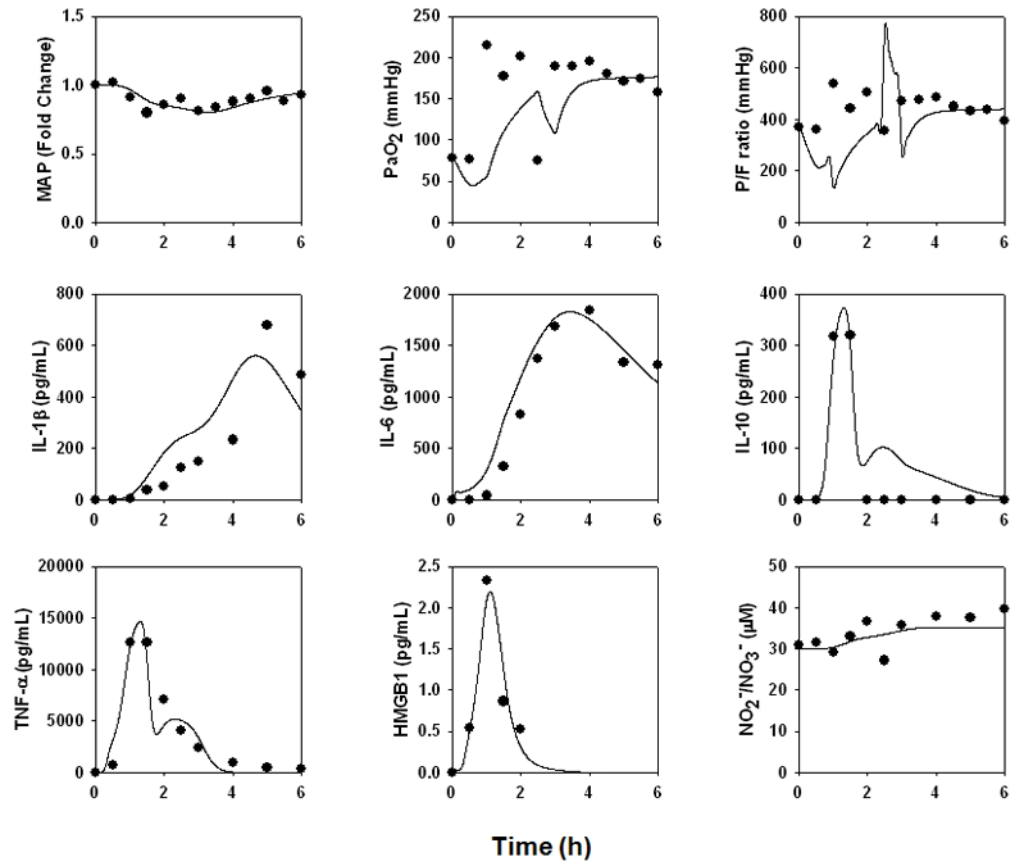 MAP (Fold Change)
1.5
1.0
0.5
0.0
0 2 4 6
PaO2 (mmHg)
250
200
150
100
50
0
0 2 4 6
P/F ratio (mmHg)
800
600
400
200
0
0 2 4 6
IL-1β (pg/mL)
800
600
400
200
0
0 2 4 6
IL-6 (pg/mL)
2000
1500
1000
500
0
0 2 4 6
IL-10 (pg/mL)
400
300
200
100
0
0 2 4 6
TNF-α (pg/mL)
20000
15000
10000
5000
0
0 2 4 6
HMGB1 (pg/mL)
2.5
2.0
1.5
1.0
0.5
0.0
0 2 4 6
NO2-/NO3- (µM)
50
40
30
20
10
0
0 2 4 6
Time (h)